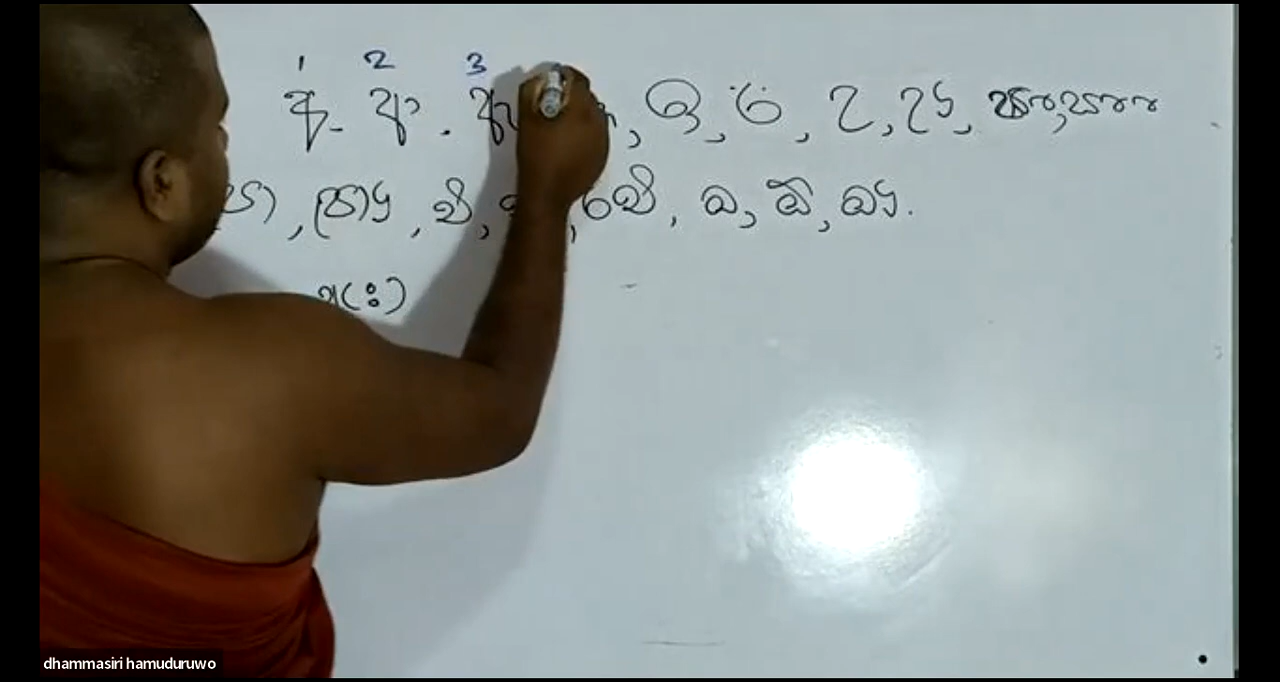 1 2 3
අ - ආ . ඇ , ඉ , ඊ , උ , ඌ , ඍ , ඎ
ඏ , ඐ , එ , ඓ , ඔ , ඕ , ඖ .
(ඃ)
dhammasiri hamuduruwo